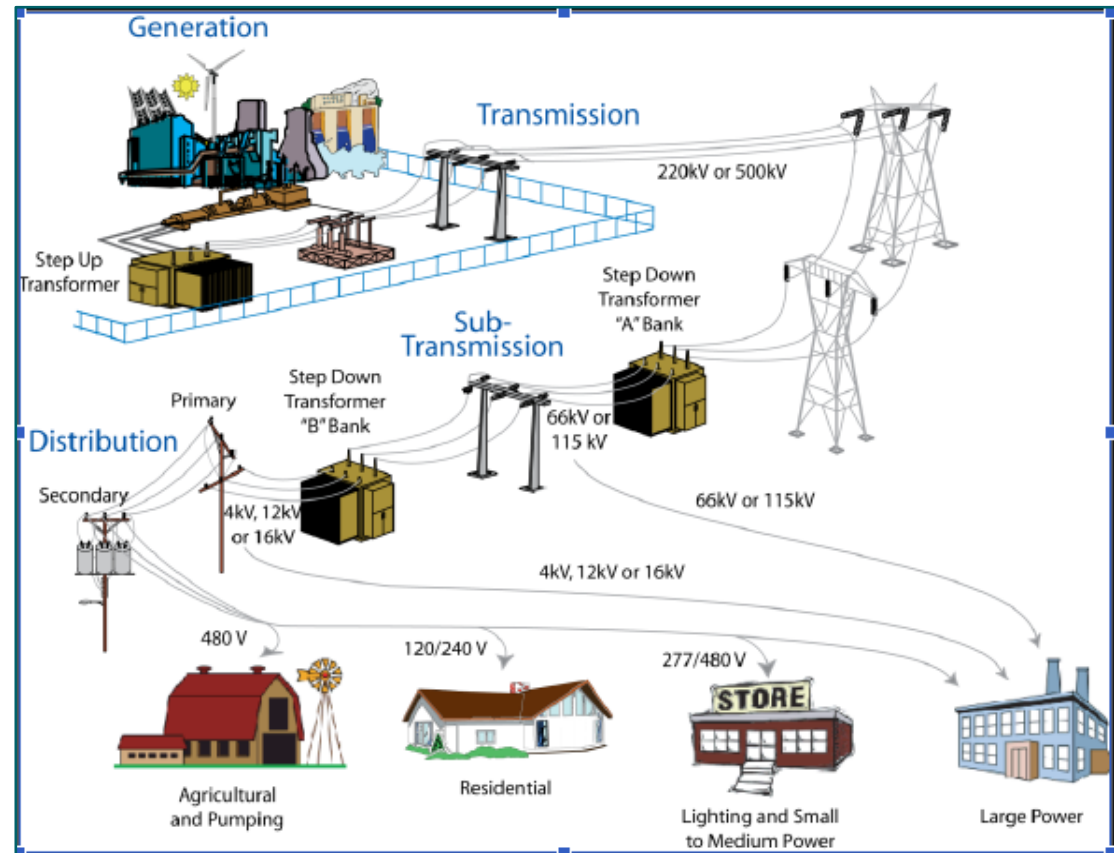 Generation
Transmission
220kV or 500kV
Step Up
Transformer
Step Down
Transformer
"A" Bank
Sub-
Transmission
66kV or
115 kV
Step Down
Transformer
"B" Bank
Primary
Distribution
Secondary
4kV, 12kV
or 16kV
66kV or 115kV
4kV, 12kV or 16kV
480 V
120/240 V
277/480 V
STORE
Agricultural
and Pumping
Residential
Lighting and Small
to Medium Power
Large Power